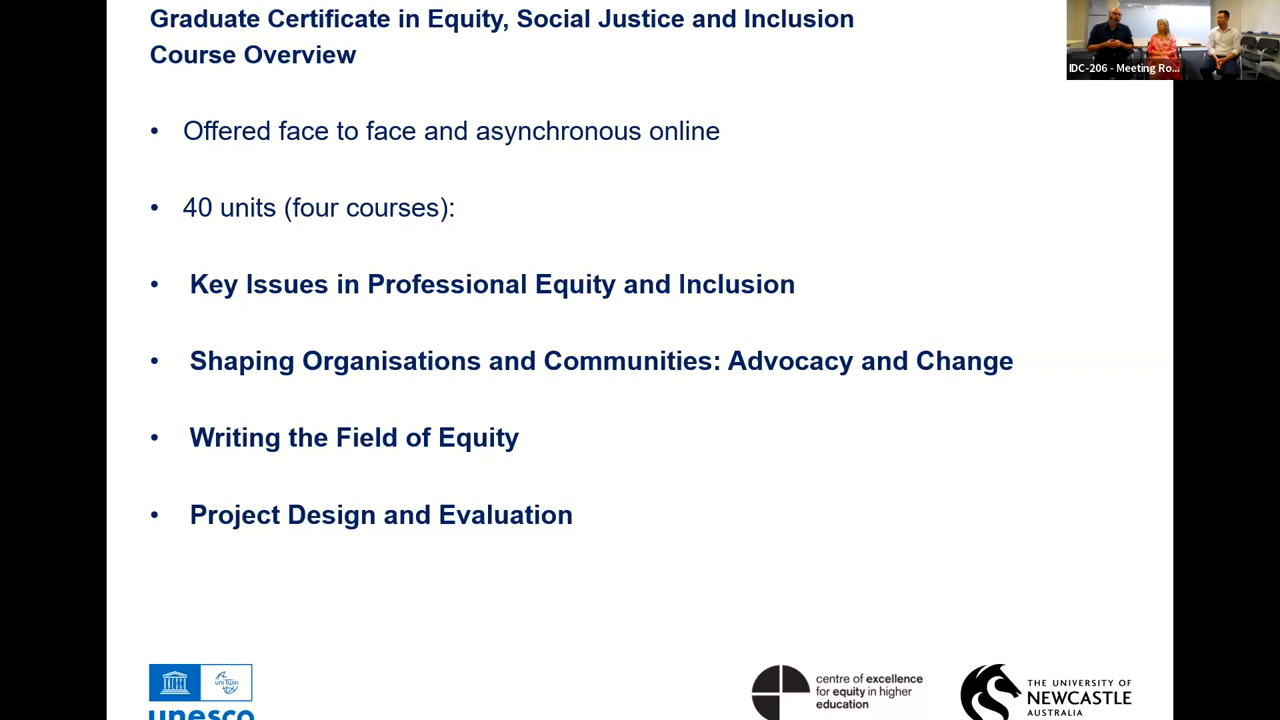 Graduate Certificate in Equity, Social Justice and Inclusion
Course Overview
IDC-206 - Meeting Ro...
• Offered face to face and asynchronous online
• 40 units (four courses):
• Key Issues in Professional Equity and Inclusion
• Shaping Organisations and Communities: Advocacy and Change
• Writing the Field of Equity
• Project Design and Evaluation
uni twin
unesco
centre of excellence
for equity in higher
education
THE UNIVERSITY OF
NEWCASTLE
AUSTRALIA